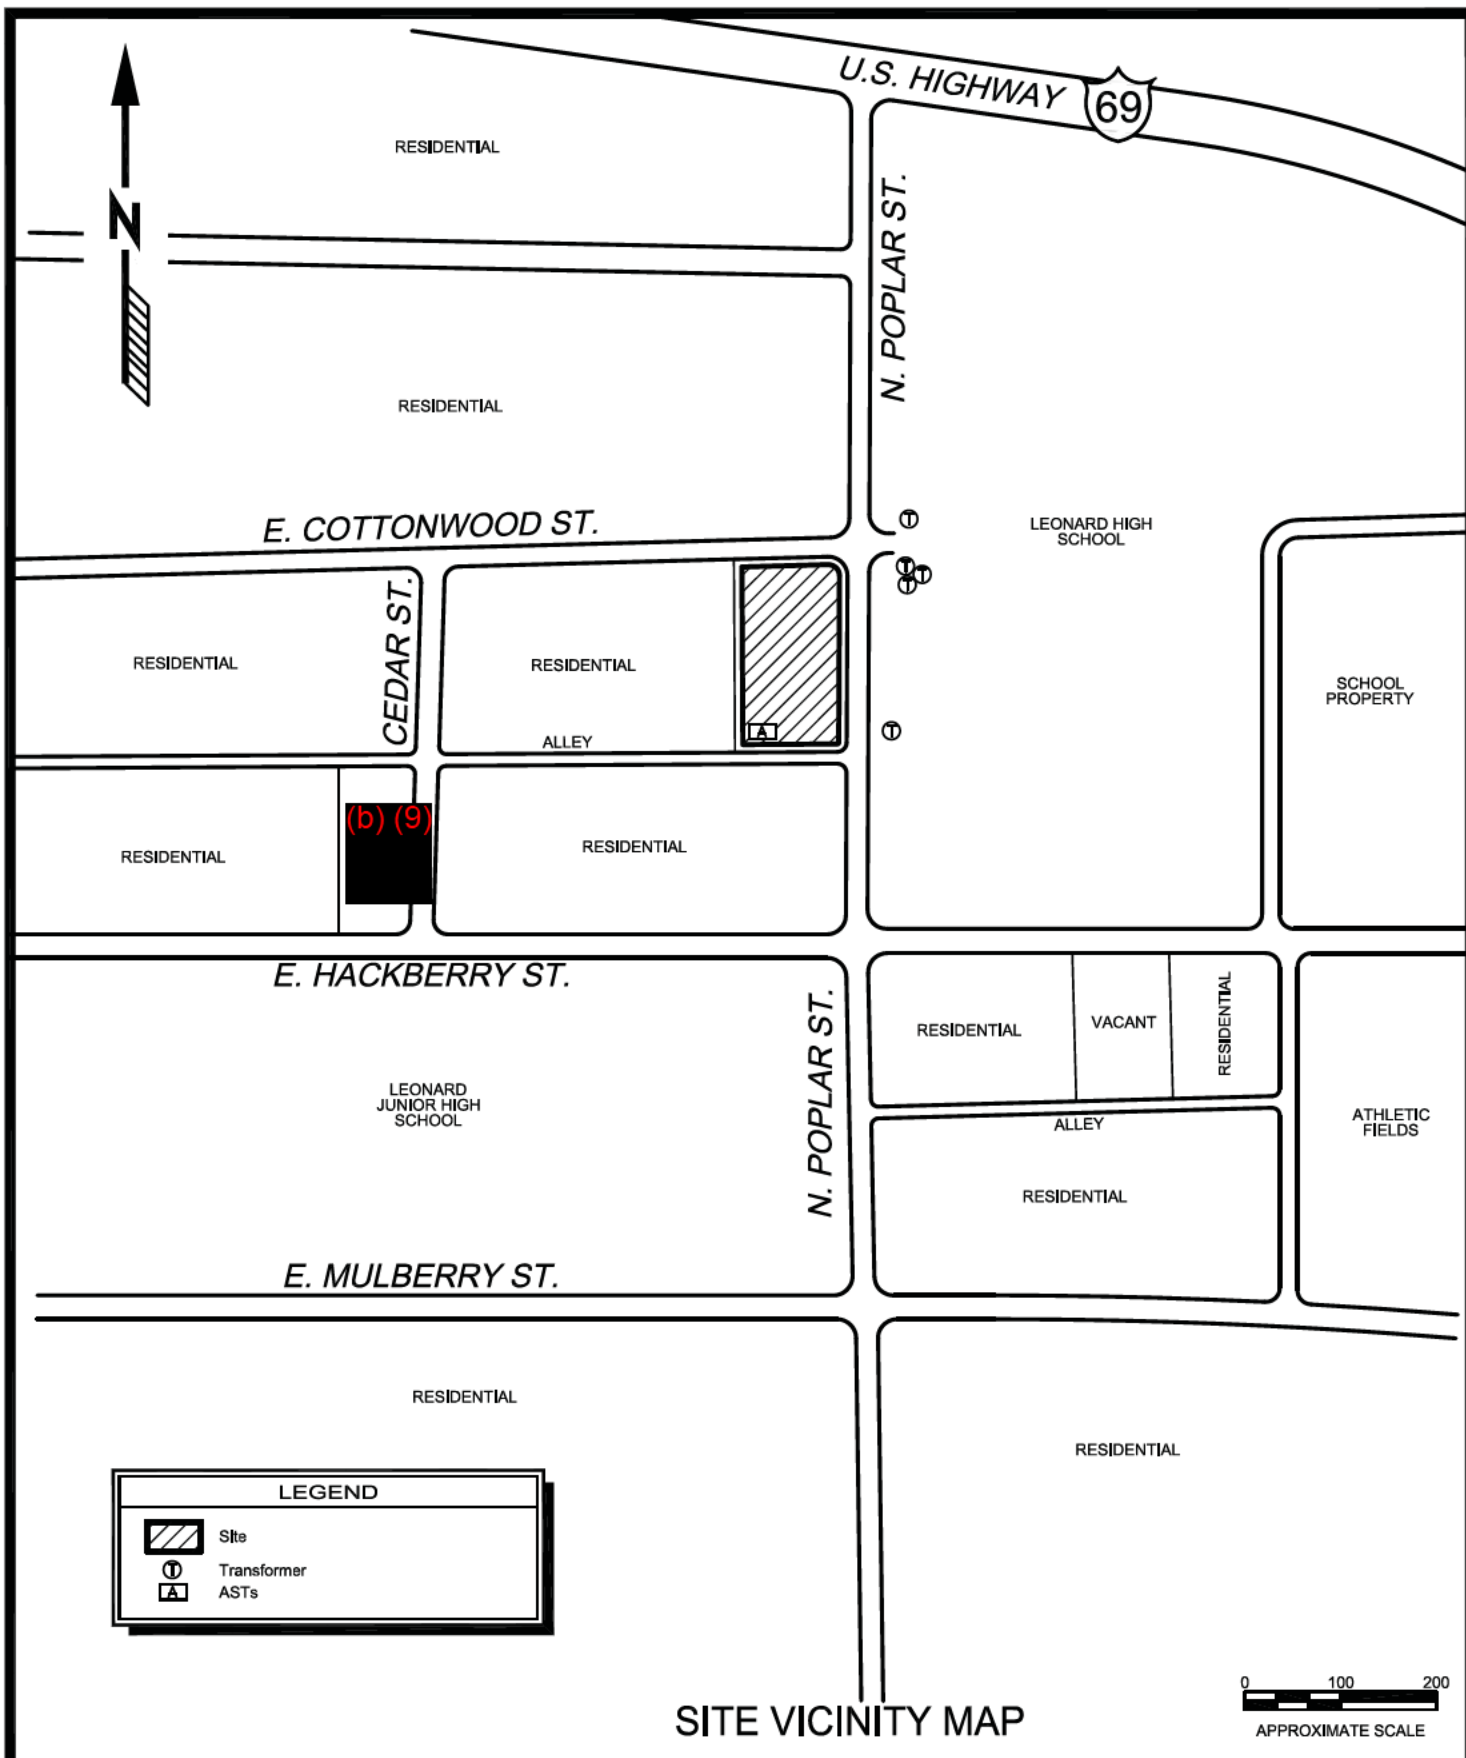 U.S. HIGHWAY 69
RESIDENTIAL
N
N. POPLAR ST.
RESIDENTIAL
E. COTTONWOOD ST.
T
LEONARD HIGH
SCHOOL
T
T
T
CEDAR ST.
RESIDENTIAL
RESIDENTIAL
SCHOOL
PROPERTY
A
T
ALLEY
(b) (9)
RESIDENTIAL
RESIDENTIAL
E. HACKBERRY ST.
N. POPLAR ST.
RESIDENTIAL
VACANT
RESIDENTIAL
LEONARD
JUNIOR HIGH
SCHOOL
ALLEY
ATHLETIC
FIELDS
RESIDENTIAL
E. MULBERRY ST.
RESIDENTIAL
RESIDENTIAL
LEGEND
Site
T Transformer
A ASTs
SITE VICINITY MAP
0 100 200
APPROXIMATE SCALE